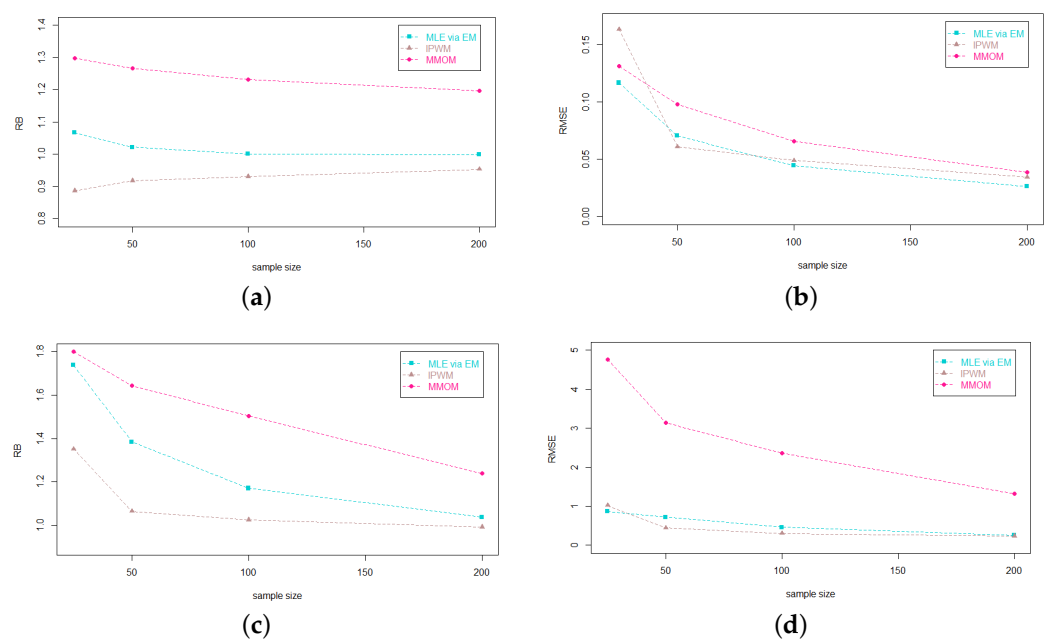 MLE via EM
IPWM
MMOM
RB
0.8 0.9 1.0 1.1 1.2 1.3 1.4
50 100 150 200
sample size
(a)
MLE via EM
IPWM
MMOM
RMSE
0.00 0.05 0.10 0.15
50 100 150 200
sample size
(b)
MLE via EM
IPWM
MMOM
RB
1.0 1.2 1.4 1.6 1.8
50 100 150 200
sample size
(c)
MLE via EM
IPWM
MMOM
RMSE
0 1 2 3 4 5
50 100 150 200
sample size
(d)